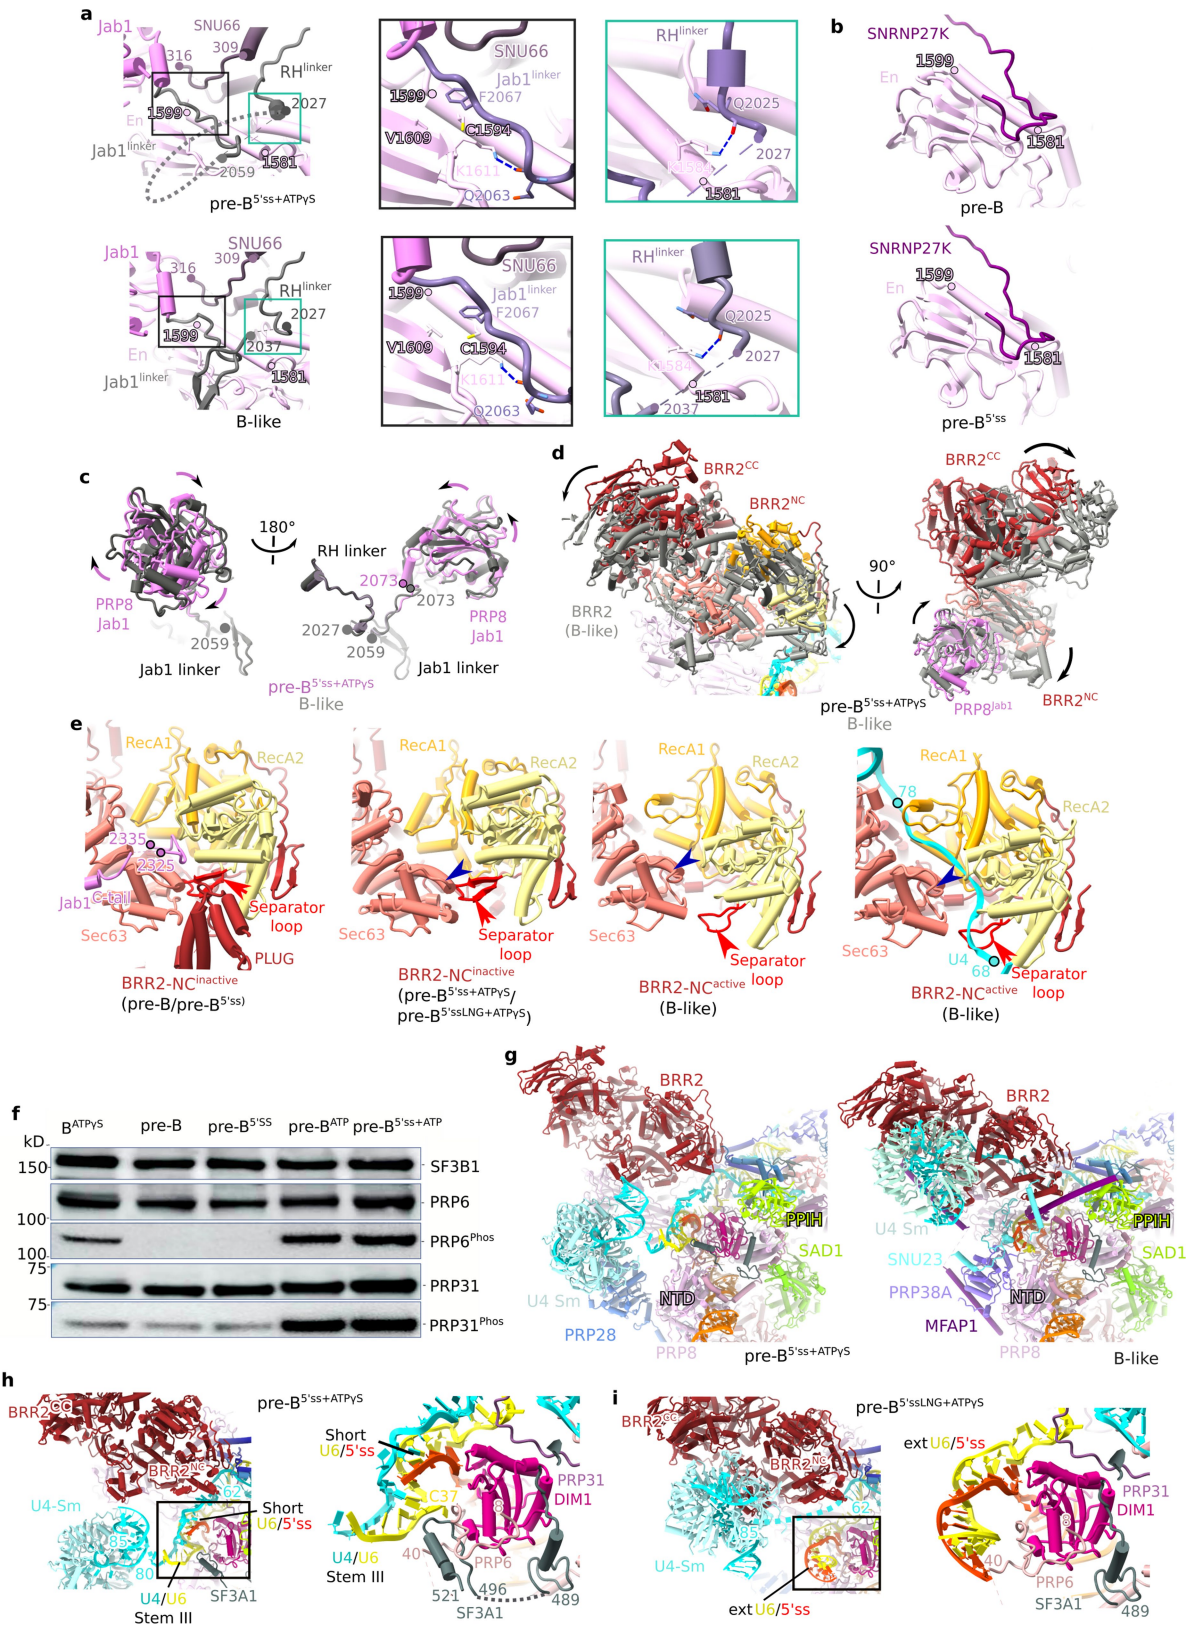 a
Jab1
SNU66
316
309
RH^linker
2027
1599
En
Jab1^linker
2059
1581
pre-B^5'ss+ATPγS
SNU66
Jab1^linker
1599
F2067
C1594
V1609
K1611
Q2063
RH^linker
Q2025
K1584
2027
1581
b
SNRNP27K
1599
En
1581
pre-B
Jab1
SNU66
316
309
RH^linker
2027
1599
2037
En
1581
Jab1^linker
B-like
SNU66
1599
Jab1^linker
F2067
V1609
C1594
K1611
Q2063
RH^linker
Q2025
K1584
2027
1581
2037
SNRNP27K
1599
En
1581
pre-B^5'ss
c
180°
RH linker
2073
2073
PRP8
Jab1
2059
2027
2059
PRP8
Jab1
Jab1 linker
Jab1 linker
pre-B^5'ss+ATPγS
B-like
d
BRR2^CC
BRR2^NC
BRR2
(B-like)
90°
BRR2^CC
pre-B^5'ss+ATPγS
B-like
PRP8^Jab1
BRR2^NC
e
RecA1
RecA2
2335
2325
Jab1^C-tail
Separator
loop
Sec63
PLUG
BRR2-NC^inactive
(pre-B/pre-B^5'ss)
RecA1
RecA2
Sec63
Separator
loop
BRR2-NC^inactive
(pre-B^5'ss+ATPγS/
pre-B^5'ssLNG+ATPγS)
RecA1
RecA2
Sec63
Separator
loop
BRR2-NC^active
(B-like)
RecA1
78
RecA2
Sec63
U4
68
Separator
loop
BRR2-NC^active
(B-like)
f
B^ATPγS pre-B pre-B^5'SS pre-B^ATP pre-B^5'ss+ATP
kD
150
SF3B1
PRP6
100
PRP6^Phos
100
75
PRP31
75
PRP31^Phos
g
BRR2
PPIH
SAD1
U4 Sm
NTD
PRP28
PRP8
pre-B^5'ss+ATPγS
BRR2
PPIH
U4 Sm
SNU23
SAD1
PRP38A
NTD
MFAP1
PRP8
B-like
h
pre-B^5'ss+ATPγS
BRR2^CC
BRR2^NC
62
U4-Sm
Short
U6/5'ss
85
80
SF3A1
U4/U6
Stem III
Short
U6/5'ss
C37
PRP31
DIM1
8
40
PRP6
U4/U6
Stem III
496
521
SF3A1
489
i
pre-B^5'ssLNG+ATPγS
BRR2^CC
BRR2^NC
62
85
U4-Sm
ext U6/5'ss
ext U6/5'ss
PRP31
DIM1
8
40
PRP6
SF3A1
489